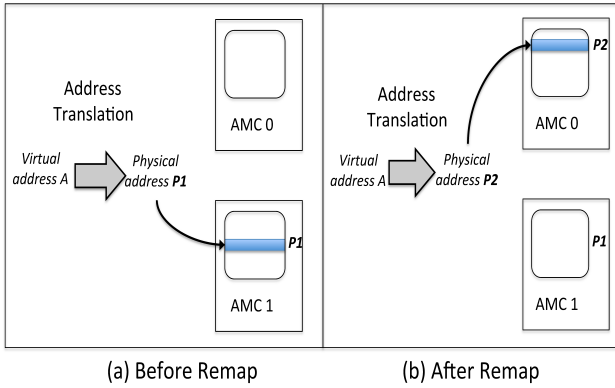 Address
Translation
Virtual
address A
Physical
address P1
AMC 0
P1
AMC 1
(a) Before Remap
P2
AMC 0
Address
Translation
Virtual
address A
Physical
address P2
P1
AMC 1
(b) After Remap